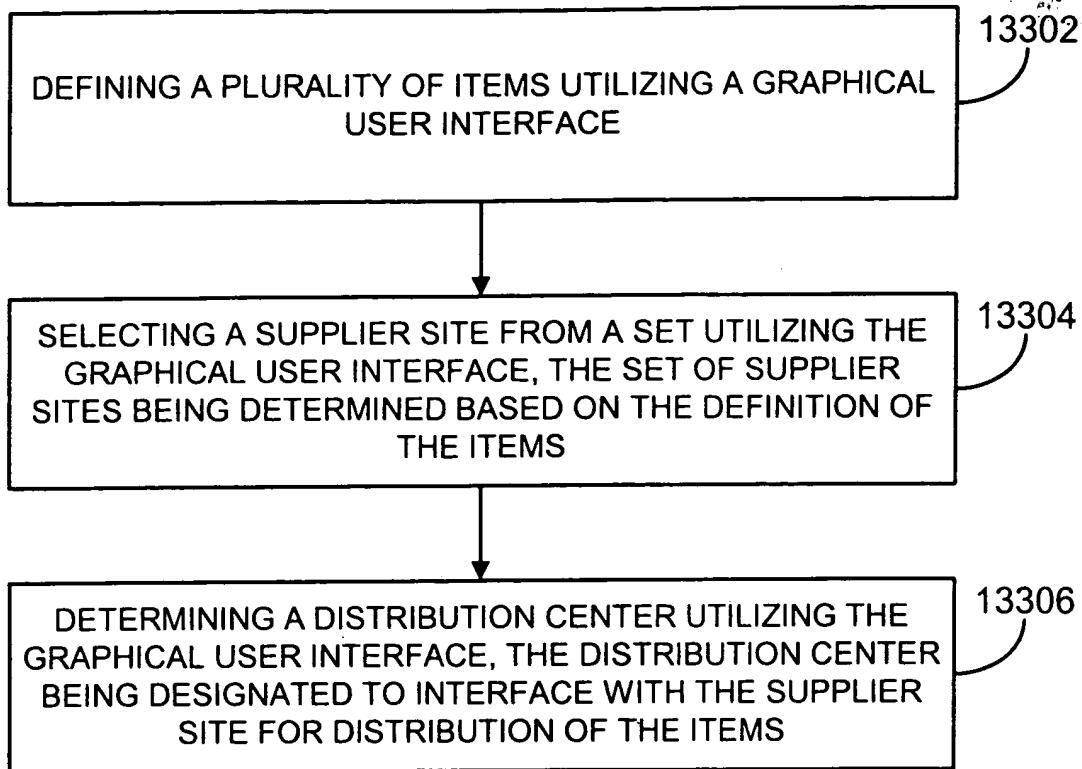 13302
DEFINING A PLURALITY OF ITEMS UTILIZING A GRAPHICAL
USER INTERFACE
13304
SELECTING A SUPPLIER SITE FROM A SET UTILIZING THE
GRAPHICAL USER INTERFACE, THE SET OF SUPPLIER
SITES BEING DETERMINED BASED ON THE DEFINITION OF
THE ITEMS
13306
DETERMINING A DISTRIBUTION CENTER UTILIZING THE
GRAPHICAL USER INTERFACE, THE DISTRIBUTION CENTER
BEING DESIGNATED TO INTERFACE WITH THE SUPPLIER
SITE FOR DISTRIBUTION OF THE ITEMS